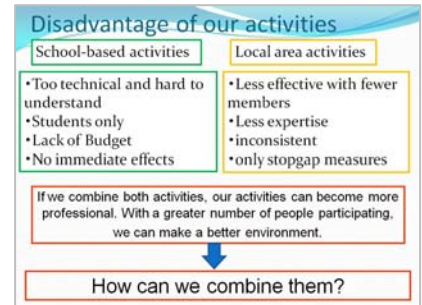 Disadvantage of our activities
School-based activities
Local area activities
•Too technical and hard to
understand
•Students only
•Lack of Budget
•No immediate effects
•Less effective with fewer
members
•Less expertise
•inconsistent
•only stopgap measures
If we combine both activities, our activities can become more
professional. With a greater number of people participating,
we can make a better environment.
How can we combine them?